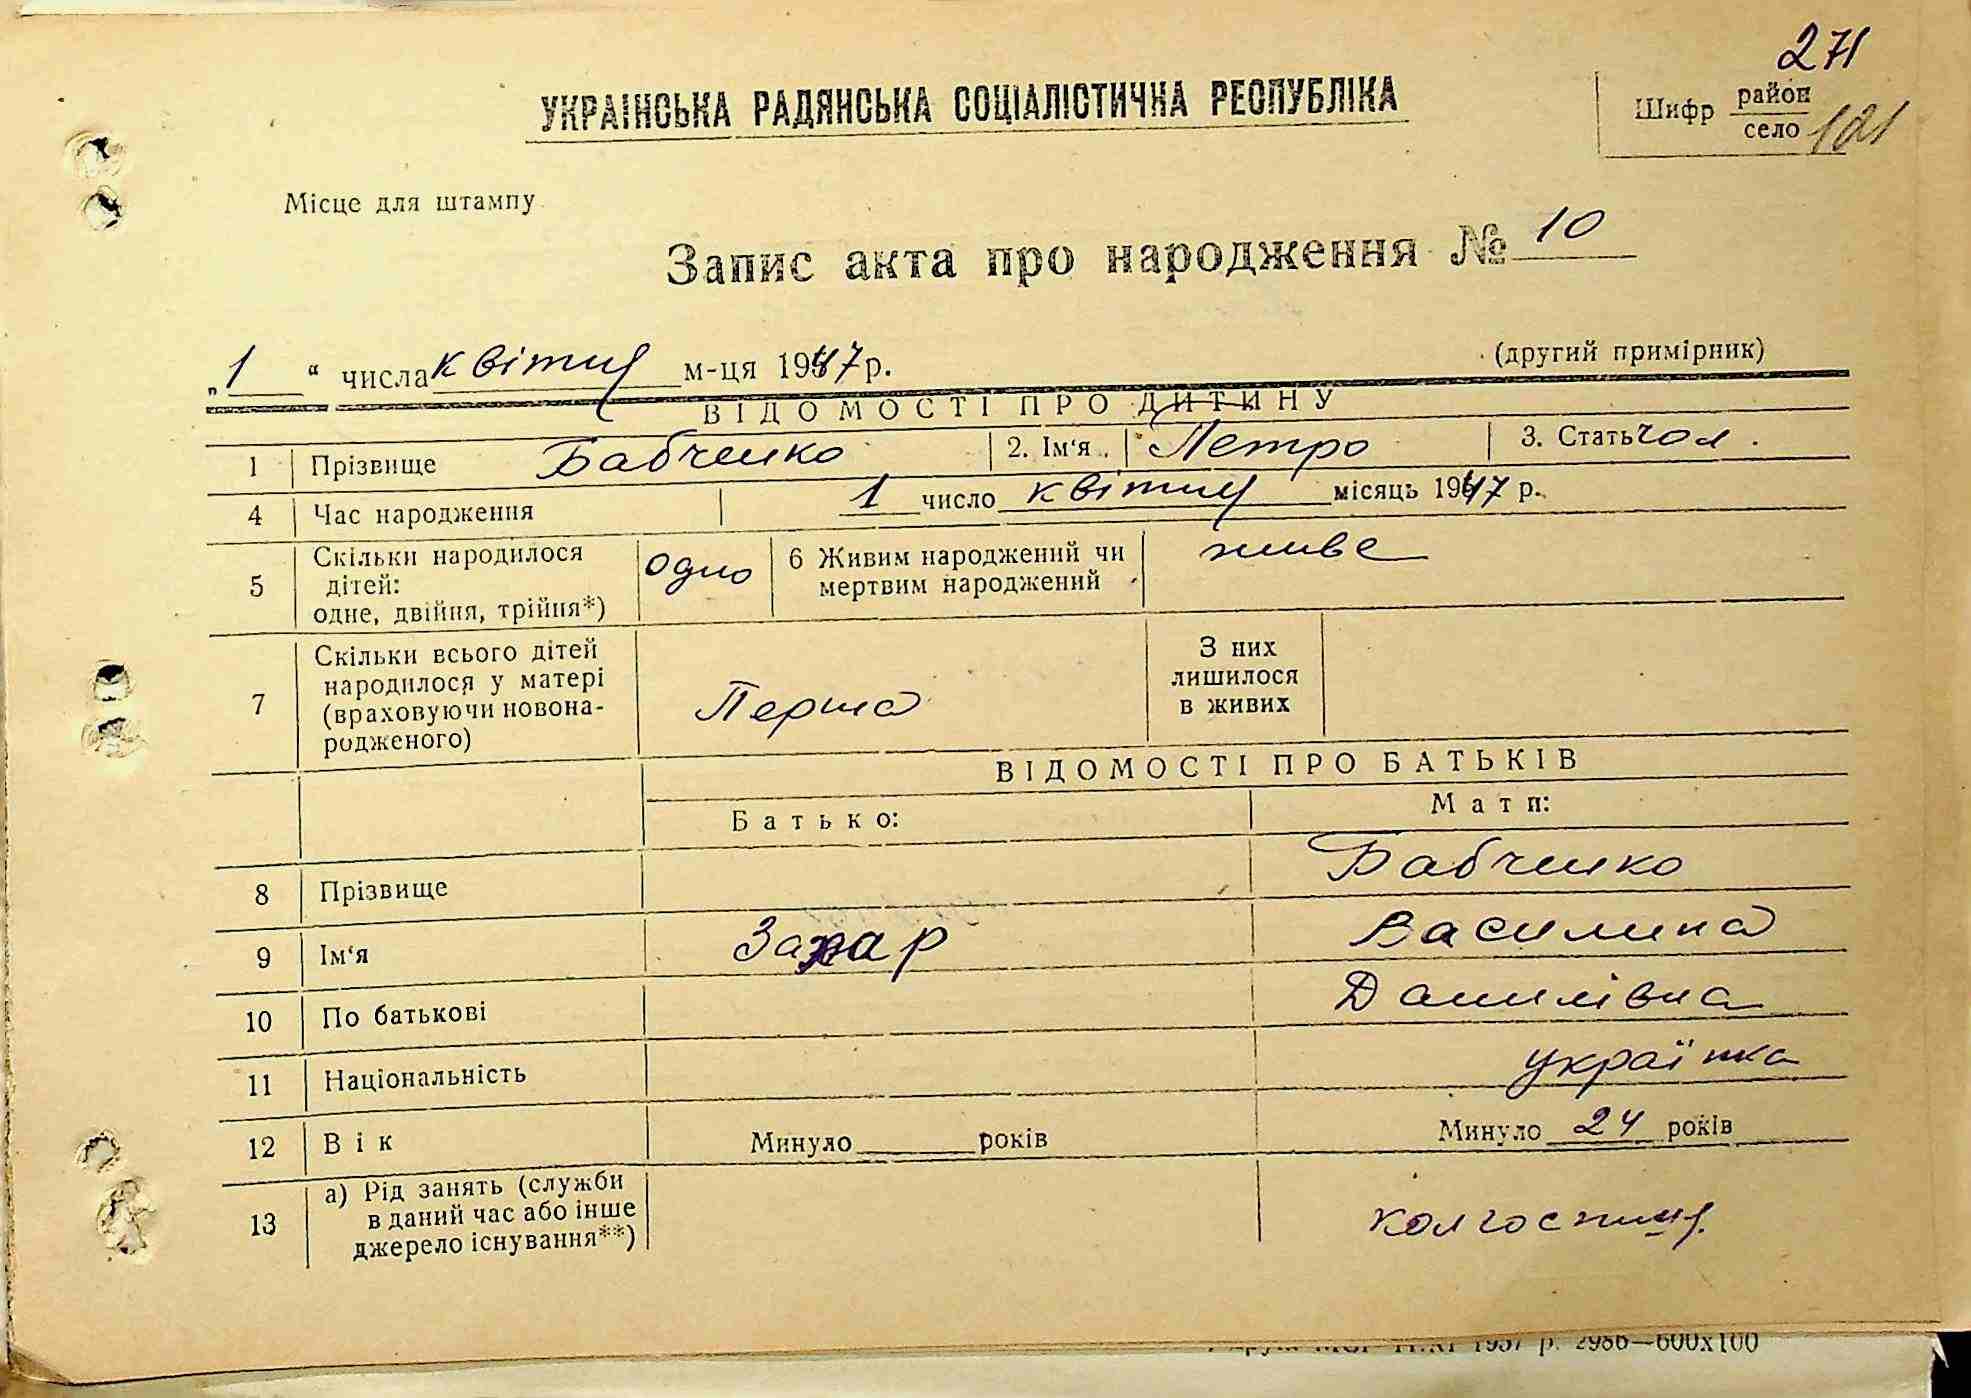 271
УКРАЇНСЬКА РАДЯНСЬКА СОЦІАЛІСТИЧНА РЕСПУБЛІКА
Шифр район
село 121
Місце для штампу
Запис акта про народження № 10
„1“ числа квітня м-ця 1947 р.
(другий примірник)
ВІДОМОСТІ ПРО ДИТИНУ
1 Прізвище Бабченко 2. Ім‘я Петро 3. Стать чол.
4 Час народження 1 число квітня місяць 1947 р.
5 Скільки народилося дітей: одне, двійня, трійня*) одно 6 Живим народжений чи мертвим народжений живе
7 Скільки всього дітей народилося у матері (враховуючи новонародженого) Перша З них лишилося в живих
ВІДОМОСТІ ПРО БАТЬКІВ
Батько: Мати:
8 Прізвище Бабченко
9 Ім‘я Захар Василина
10 По батькові Данилівна
11 Національність українка
12 Вік Минуло років Минуло 24 років
13 а) Рід занять (служби в даний час або інше джерело існування**) колгоспниця.
1937 р. 2986—600х100